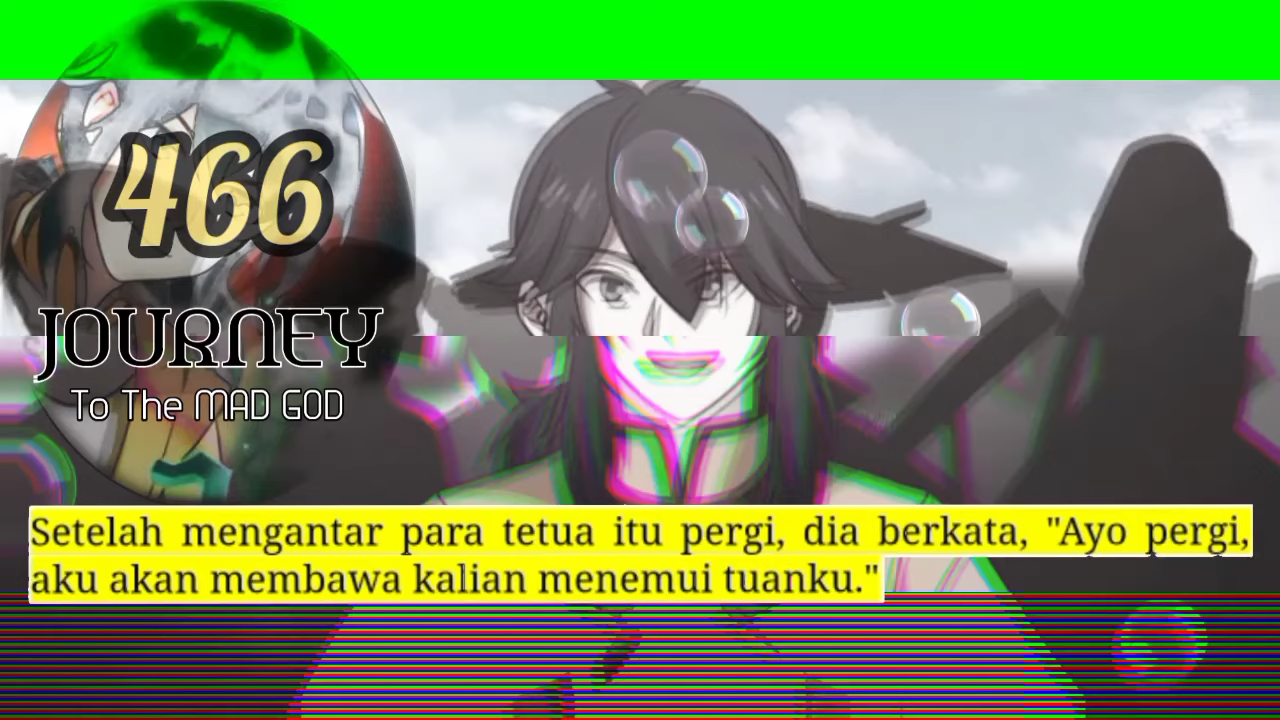 466
JOURNEY
To The MAD GOD
Setelah mengantar para tetua itu pergi, dia berkata, "Ayo pergi,
aku akan membawa kalian menemui tuanku."